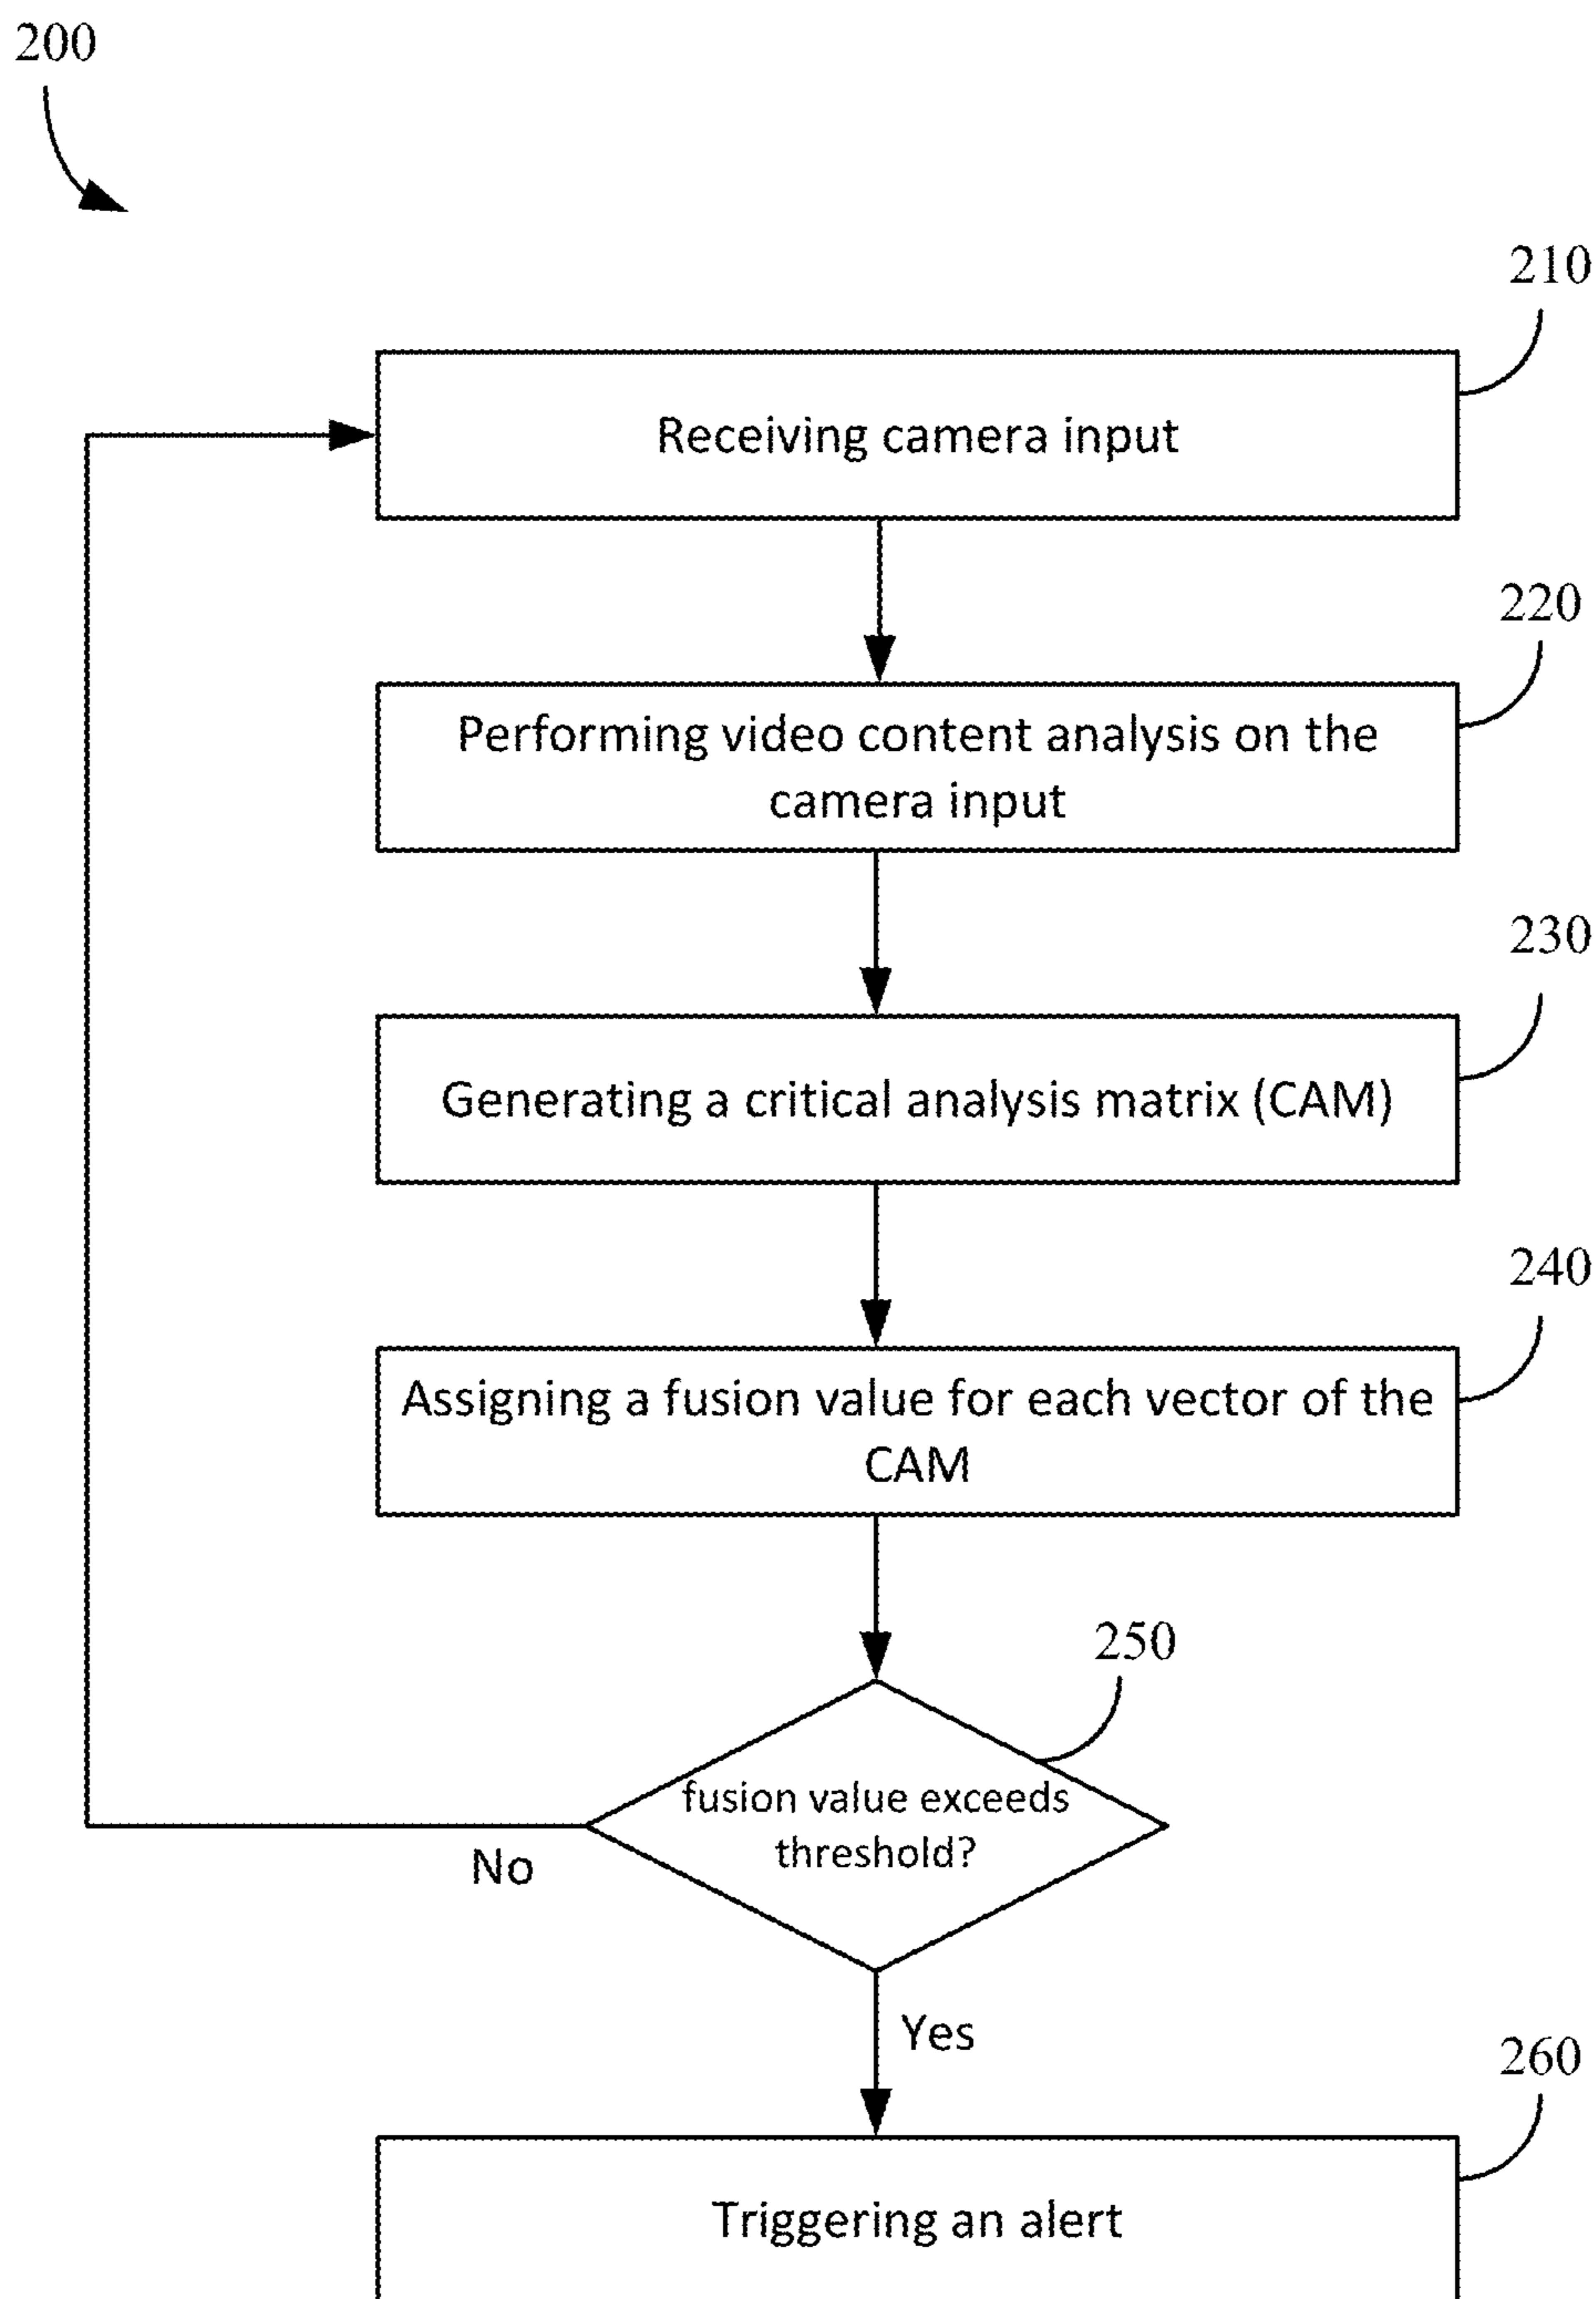 200
210
Receiving camera input
220
Performing video content analysis on the
camera input
230
Generating a critical analysis matrix (CAM)
240
Assigning a fusion value for each vector of the
CAM
250
fusion value exceeds
threshold?
No
Yes
260
Triggering an alert